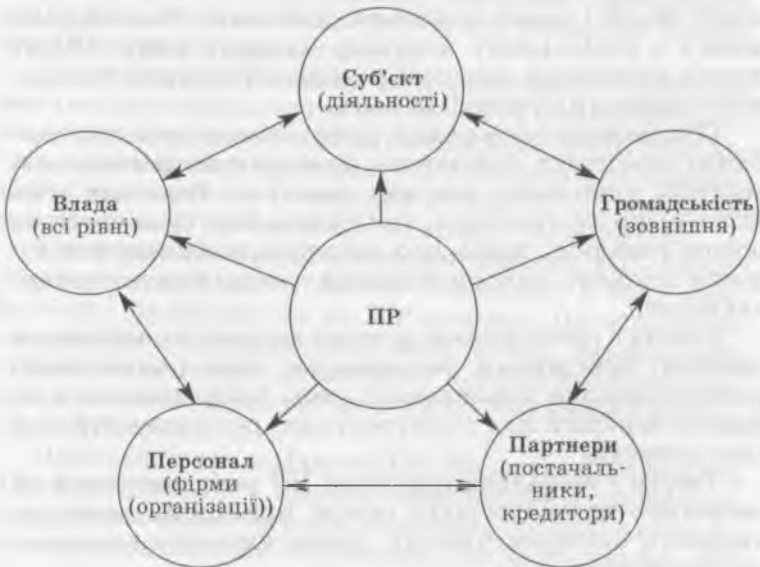 Суб'єкт
(діяльності)
Влада
(всі рівні)
Громадськість
(зовнішня)
ПР
Персонал
(фірми
(організації))
Партнери
(постачаль-
ники,
кредитори)